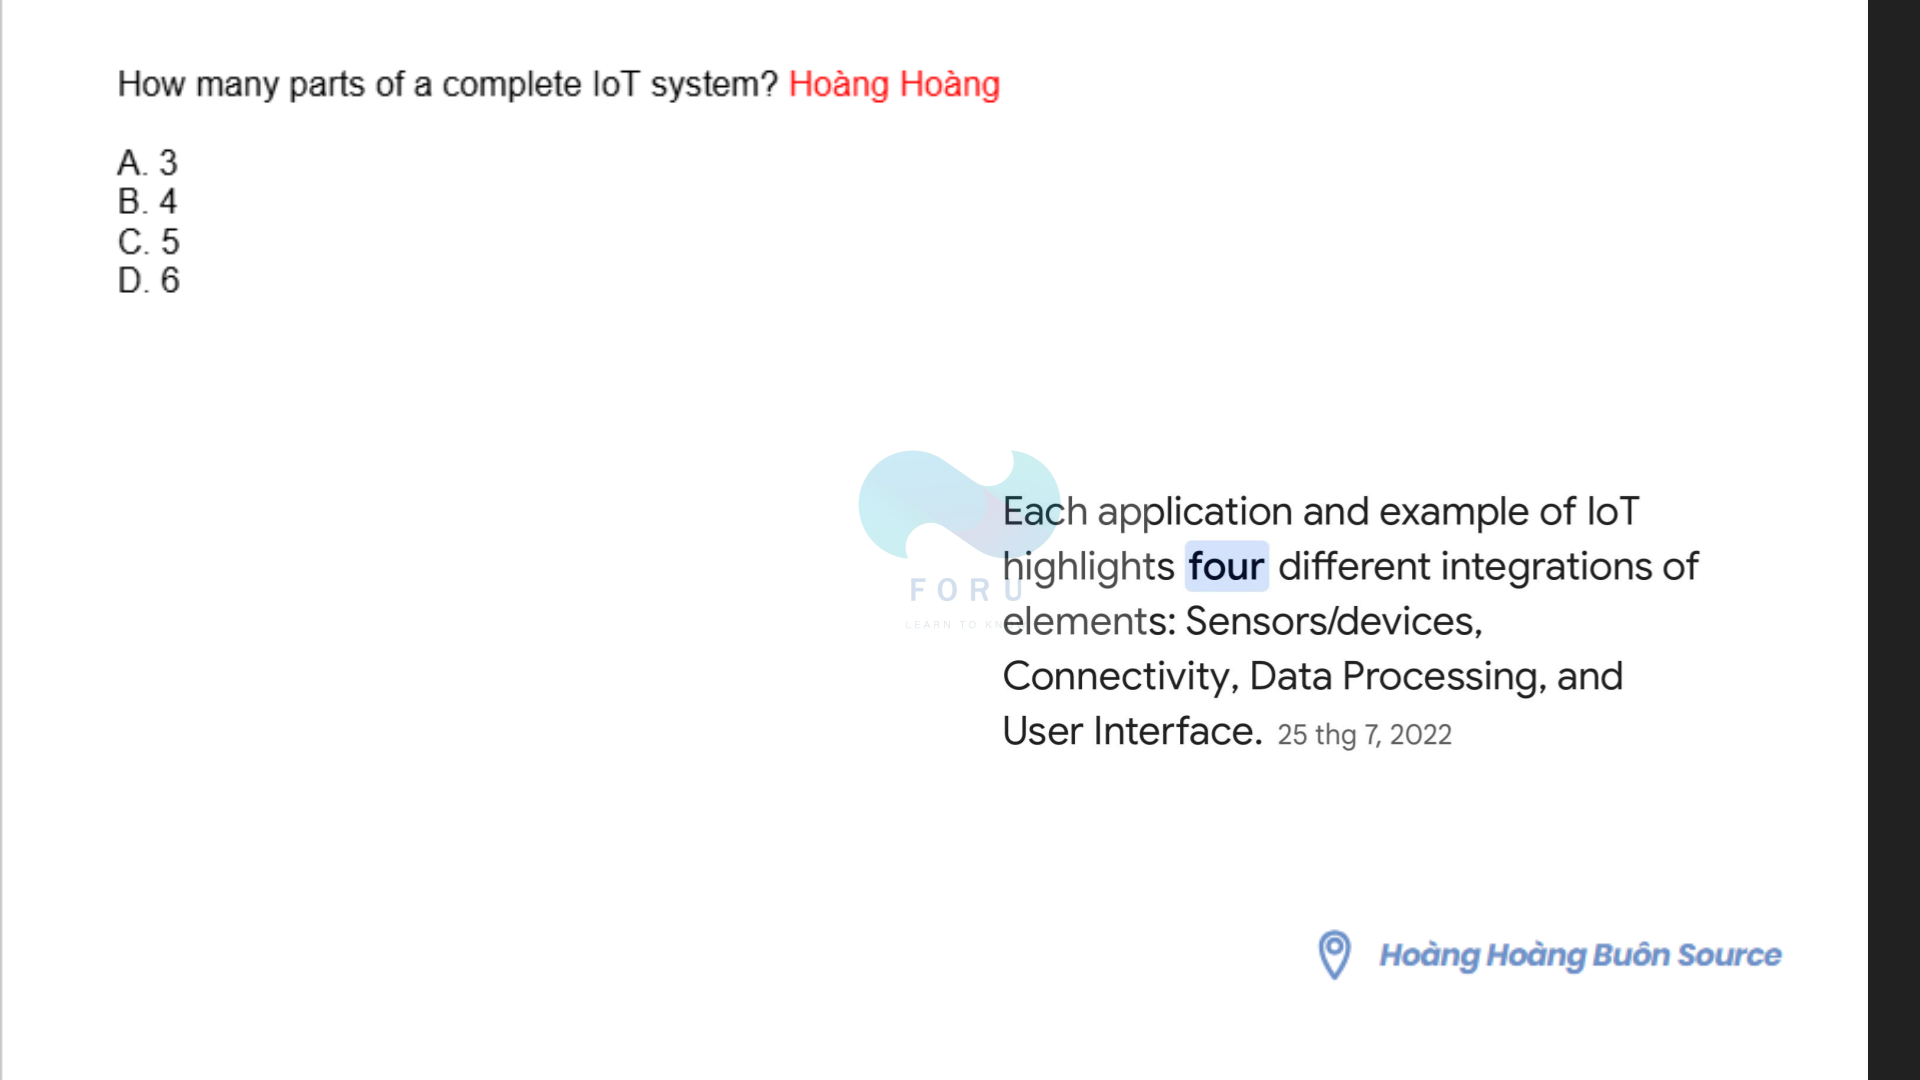 How many parts of a complete IoT system? Hoàng Hoàng
A. 3
B. 4
C. 5
D. 6
Each application and example of IoT
highlights four different integrations of
elements: Sensors/devices,
Connectivity, Data Processing, and
User Interface. 25 thg 7, 2022
FORU
LEARN TO
Hoàng Hoàng Buôn Source